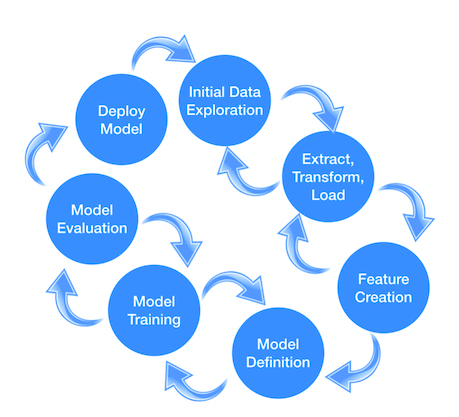 Initial Data
Exploration
Extract,
Transform,
Load
Feature
Creation
Model
Definition
Model
Training
Model
Evaluation
Deploy
Model